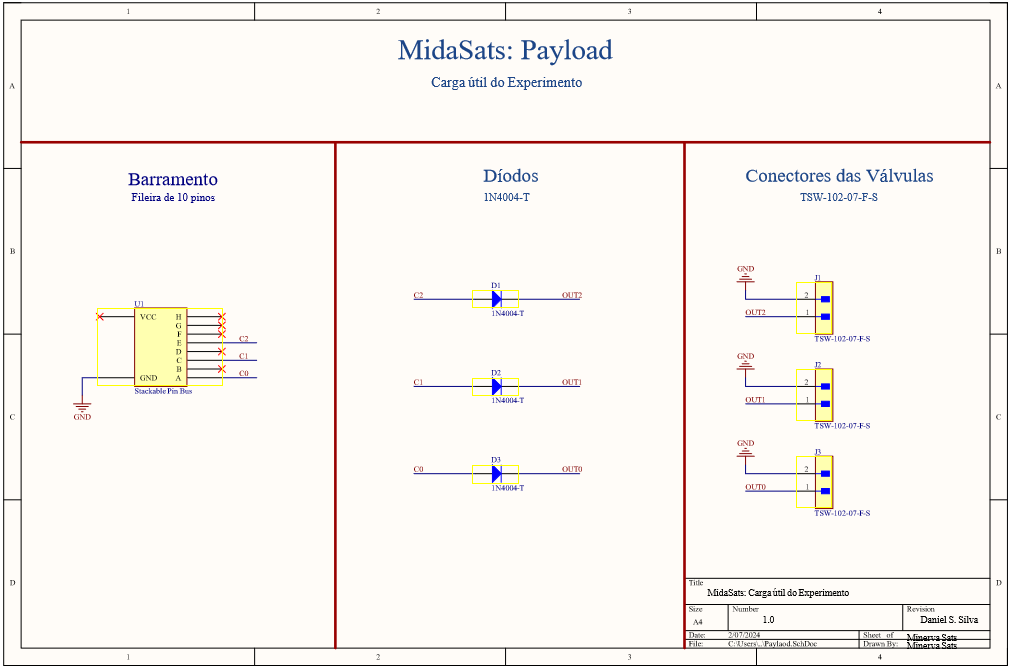 1 2 3 4
MidaSats: Payload
Carga útil do Experimento
A A
Barramento
Fileira de 10 pinos
Díodos
1N4004-T
Conectores das Válvulas
TSW-102-07-F-S
B B
U1
VCC
GND
H
G
F
E
D
C
B
A
C2
C1
C0
Stackable Pin Bus
GND
C2 D1 OUT2
1N4004-T
C1 D2 OUT1
1N4004-T
C0 D3 OUT0
1N4004-T
GND J1
2
OUT2 1
TSW-102-07-F-S
GND J2
2
OUT1 1
TSW-102-07-F-S
GND J3
2
OUT0 1
TSW-102-07-F-S
C C
D D
Title
MidaSats: Carga útil do Experimento
Size Number Revision
A4 1.0 Daniel S. Silva
Date: 2/07/2024 Sheet of Minerva Sats
File: C:\Users\..\Paylaod.SchDoc Drawn By: Minerva Sats
1 2 3 4